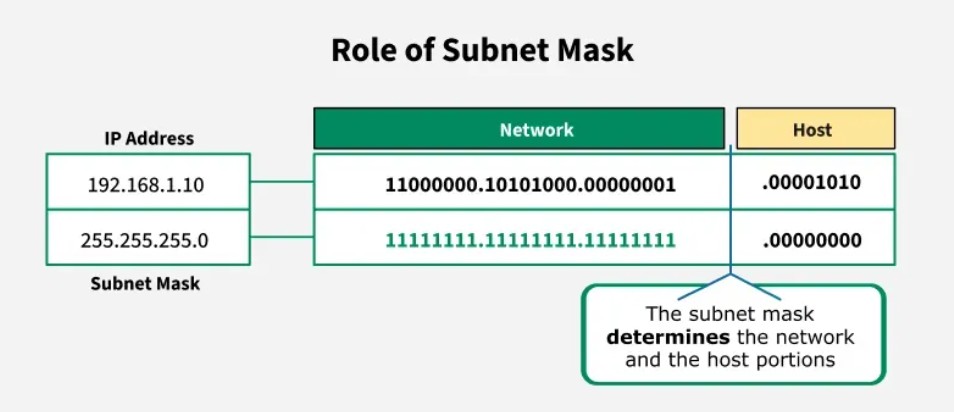 Role of Subnet Mask
IP Address
Network
Host
192.168.1.10
11000000.10101000.00000001
.00001010
255.255.255.0
11111111.11111111.11111111
.00000000
Subnet Mask
The subnet mask
determines the network
and the host portions